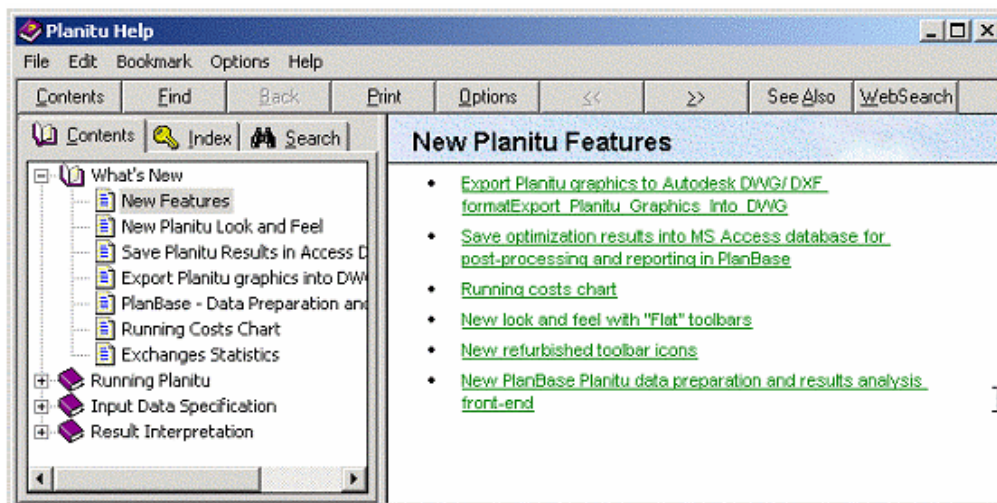 Planitu Help
File Edit Bookmark Options Help
Contents Find Back Print Options << >> See Also WebSearch
Contents Index Search
What's New
New Features
New Planitu Look and Feel
Save Planitu Results in Access D
Export Planitu graphics into DW
PlanBase - Data Preparation and
Running Costs Chart
Exchanges Statistics
Running Planitu
Input Data Specification
Result Interpretation
New Planitu Features
• Export Planitu graphics to Autodesk DWG/DXF
formatExport_Planitu_Graphics_Into_DWG
• Save optimization results into MS Access database for
post-processing and reporting in PlanBase
• Running costs chart
• New look and feel with "Flat" toolbars
• New refurbished toolbar icons
• New PlanBase Planitu data preparation and results analysis
front-end